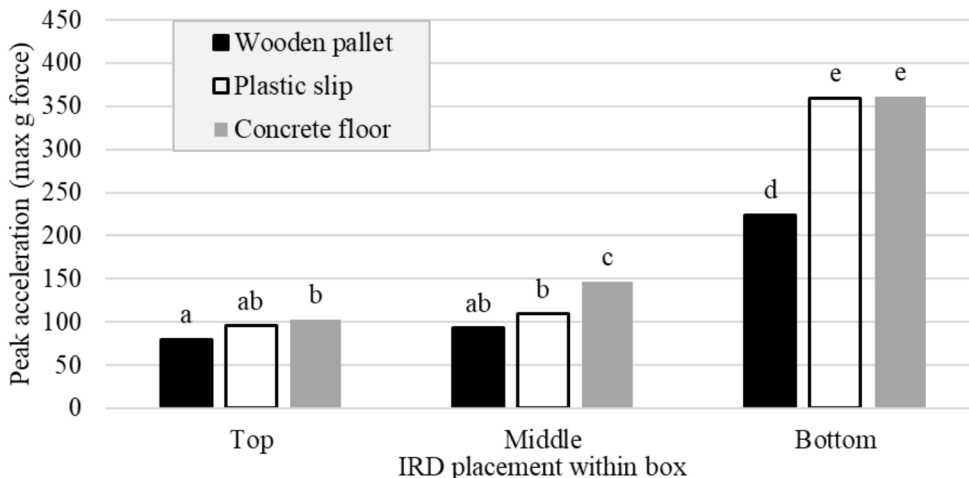 Peak acceleration (max g force)
450
400
350
300
250
200
150
100
50
0
Wooden pallet
Plastic slip
Concrete floor
a
ab
b
ab
b
c
d
e
e
Top
Middle
Bottom
IRD placement within box